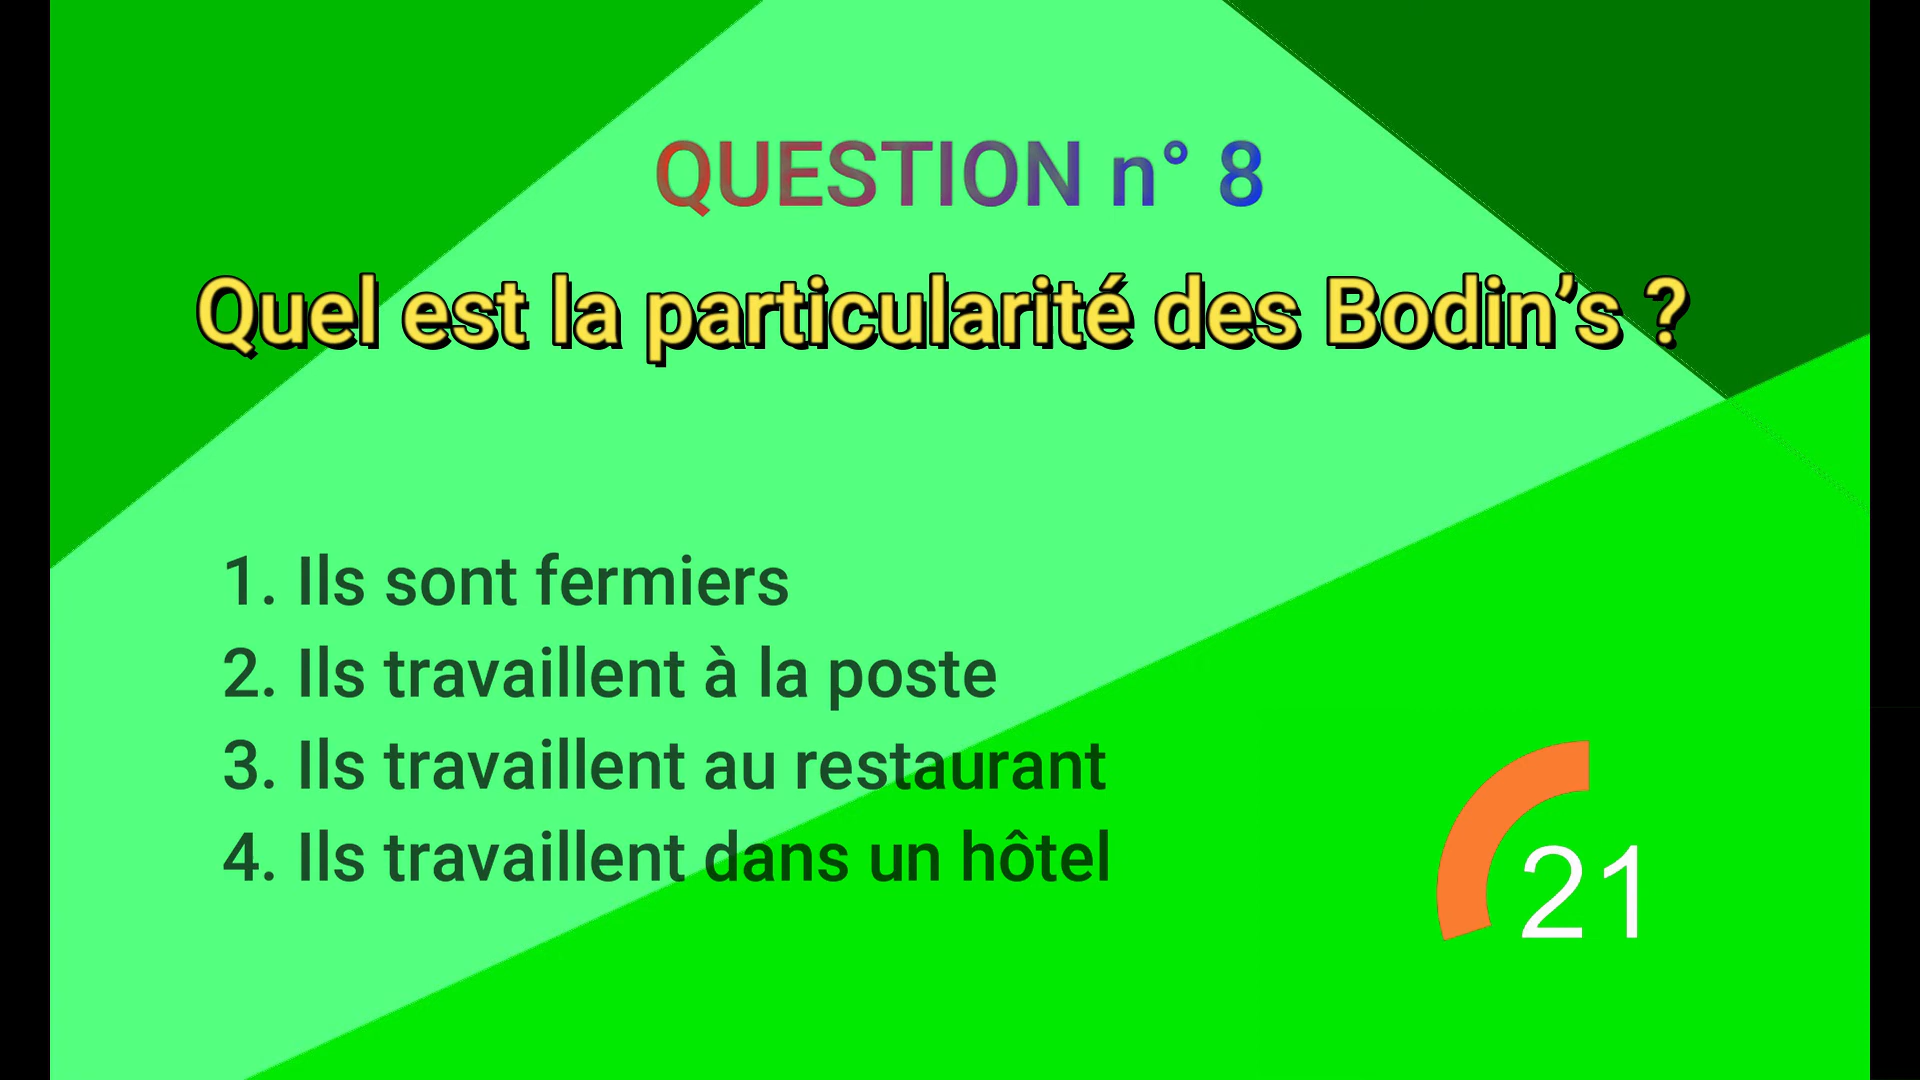 QUESTION n° 8
Quel est la particularité des Bodin’s ?
1. Ils sont fermiers
2. Ils travaillent à la poste
3. Ils travaillent au restaurant
4. Ils travaillent dans un hôtel
21